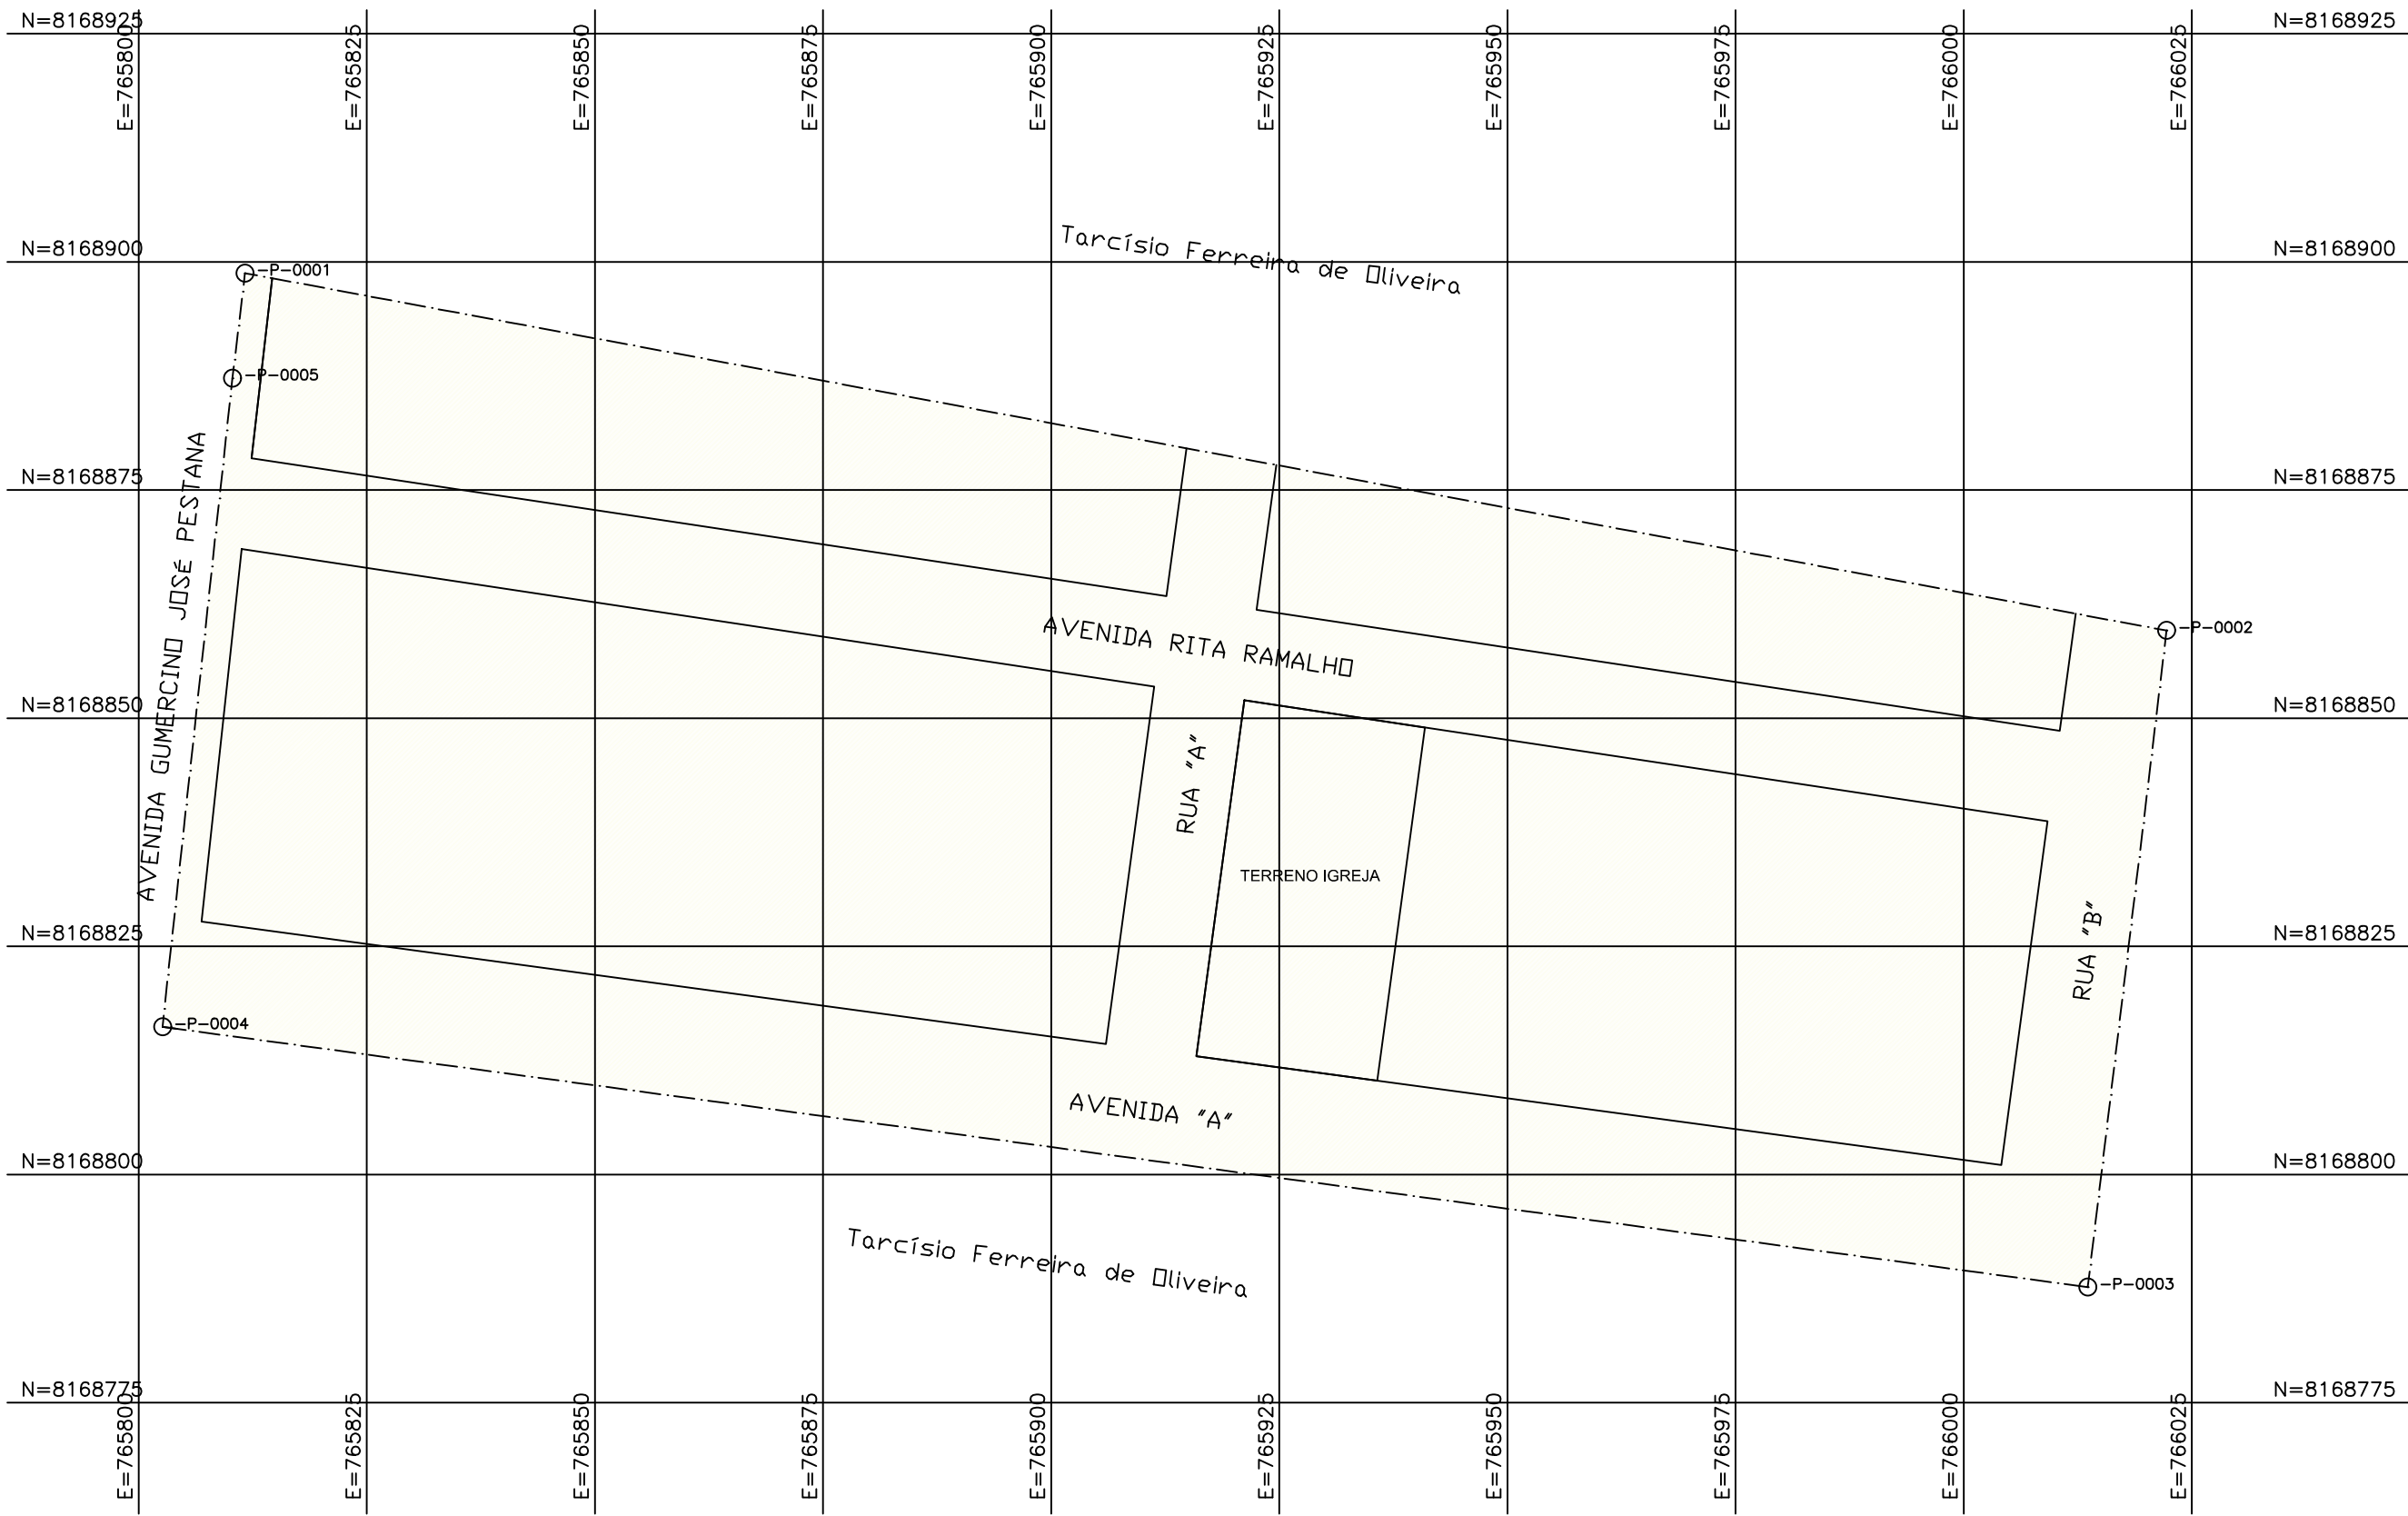 N=8168925
N=8168925
E=765800
E=765825
E=765850
E=765875
E=765900
E=765925
E=765950
E=765975
E=766000
E=766025
Tarcísio Ferreira de Oliveira
N=8168900
N=8168900
-P-0001
-P-0005
AVENIDA GUMERCINO JOSÉ PESTANA
N=8168875
N=8168875
AVENIDA RITA RAMALHO
-P-0002
N=8168850
N=8168850
RUA "A"
TERRENO IGREJA
RUA "B"
N=8168825
N=8168825
-P-0004
AVENIDA "A"
N=8168800
N=8168800
Tarcísio Ferreira de Oliveira
-P-0003
N=8168775
N=8168775
E=765800
E=765825
E=765850
E=765875
E=765900
E=765925
E=765950
E=765975
E=766000
E=766025